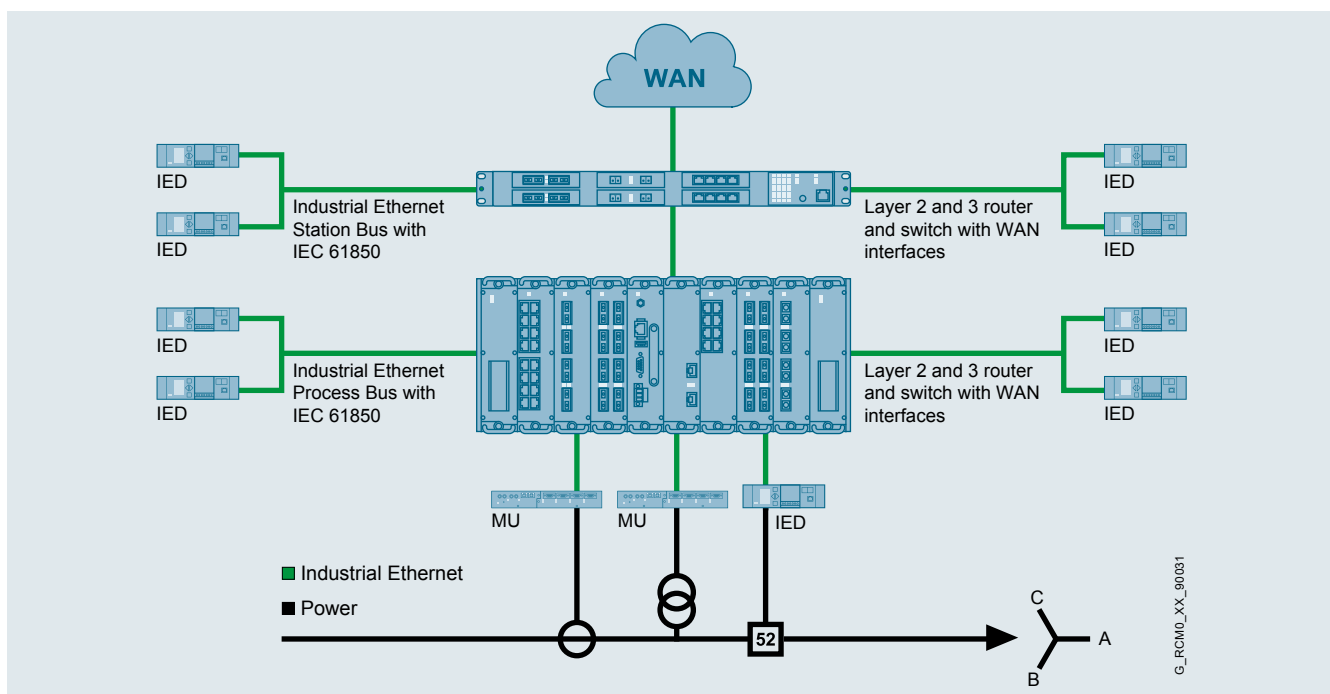 WAN
IED
IED
Industrial Ethernet
Station Bus with
IEC 61850
Layer 2 and 3 router
and switch with WAN
interfaces
IED
IED
IED
IED
Industrial Ethernet
Process Bus with
IEC 61850
Layer 2 and 3 router
and switch with WAN
interfaces
IED
IED
MU
MU
IED
Industrial Ethernet
Power
52
C
A
B
G_RCM0_XX_90031